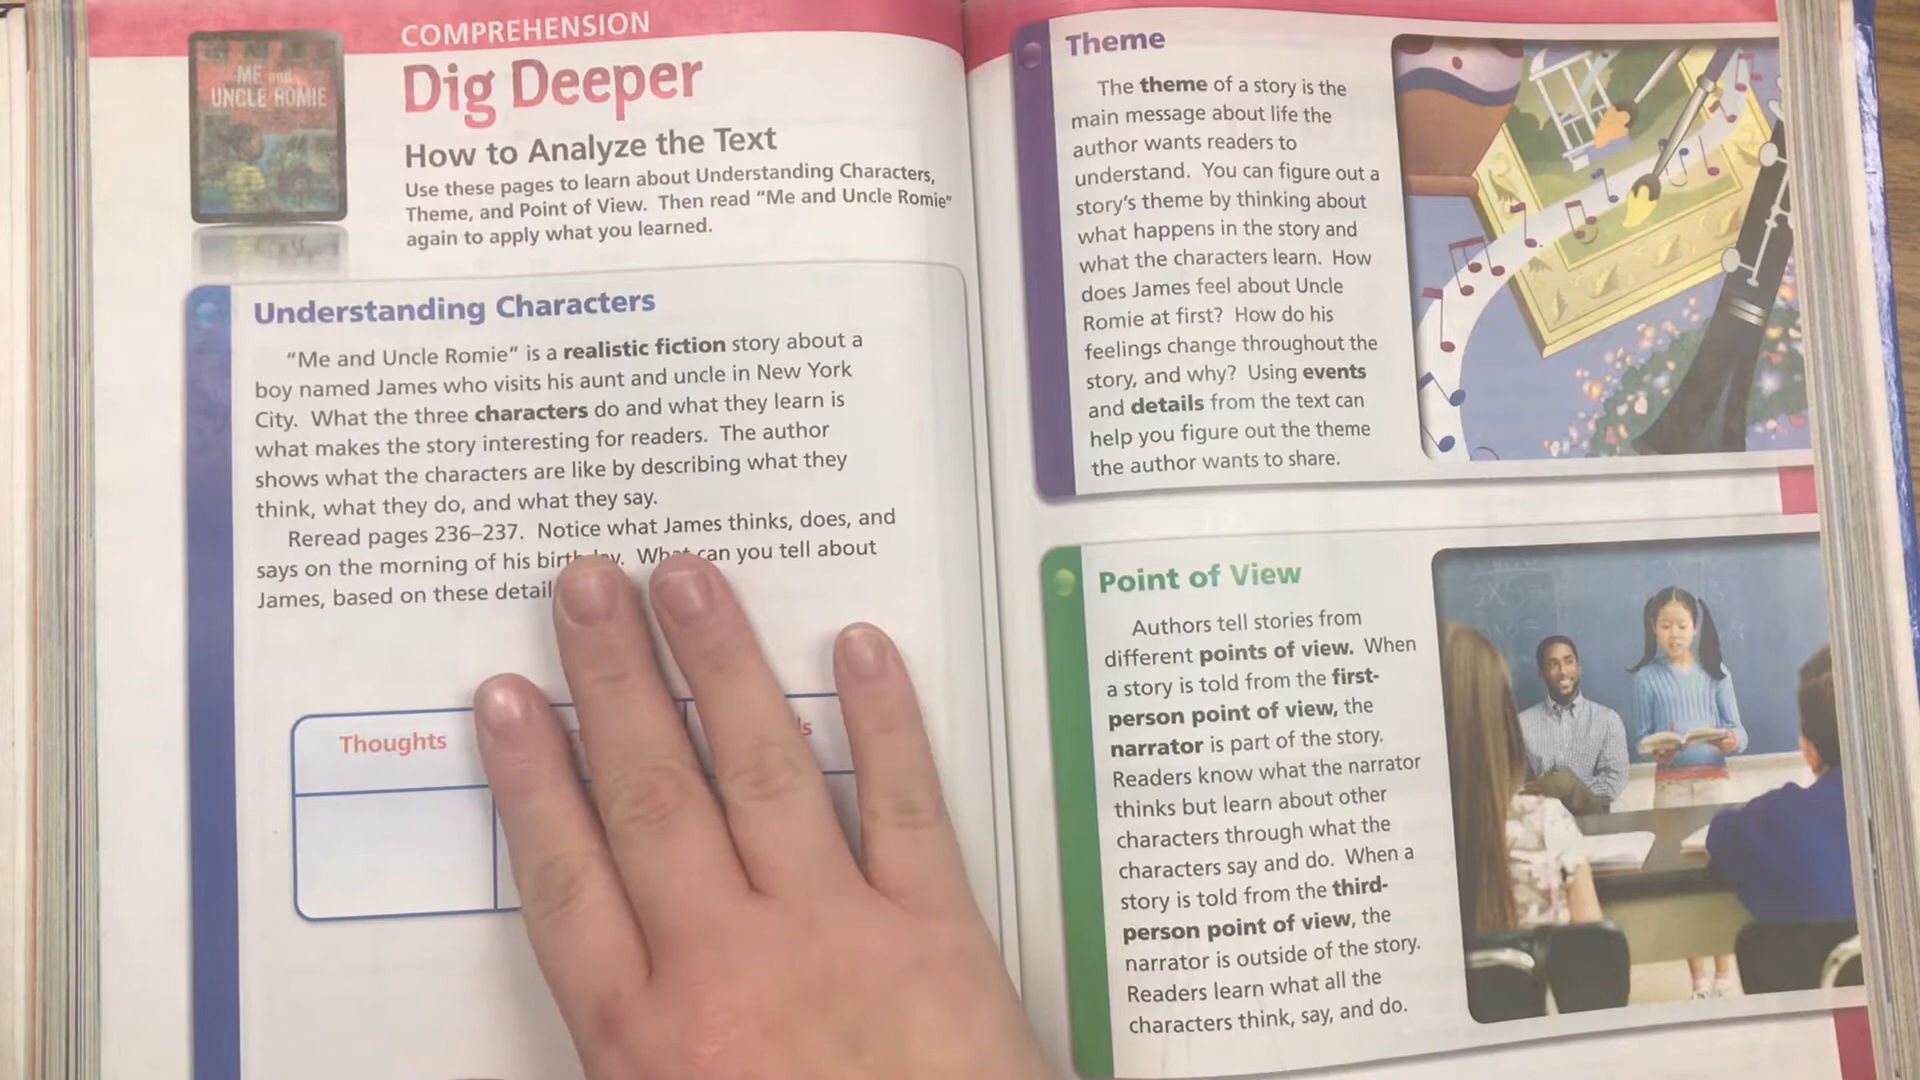 COMPREHENSION
ME and
UNCLE ROMIE
Dig Deeper
How to Analyze the Text
Use these pages to learn about Understanding Characters,
Theme, and Point of View. Then read “Me and Uncle Romie”
again to apply what you learned.
Understanding Characters
“Me and Uncle Romie” is a realistic fiction story about a
boy named James who visits his aunt and uncle in New York
City. What the three characters do and what they learn is
what makes the story interesting for readers. The author
shows what the characters are like by describing what they
think, what they do, and what they say.
Reread pages 236–237. Notice what James thinks, does, and
says on the morning of his birthday. What can you tell about
James, based on these detail
Thoughts
Theme
The theme of a story is the
main message about life the
author wants readers to
understand. You can figure out a
story's theme by thinking about
what happens in the story and
what the characters learn. How
does James feel about Uncle
Romie at first? How do his
feelings change throughout the
story, and why? Using events
and details from the text can
help you figure out the theme
the author wants to share.
Point of View
Authors tell stories from
different points of view. When
a story is told from the first-
person point of view, the
narrator is part of the story.
Readers know what the narrator
thinks but learn about other
characters through what the
characters say and do. When a
story is told from the third-
person point of view, the
narrator is outside of the story.
Readers learn what all the
characters think, say, and do.